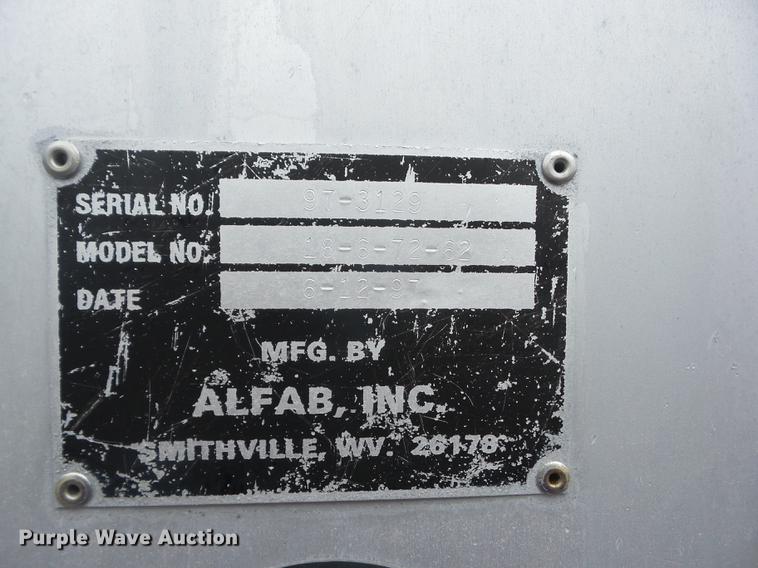 SERIAL NO. 97-3129
MODEL NO. 18-6-72-62
DATE 6-12-97
MFG. BY
ALFAB, INC.
SMITHVILLE, WV. 26178
Purple Wave Auction